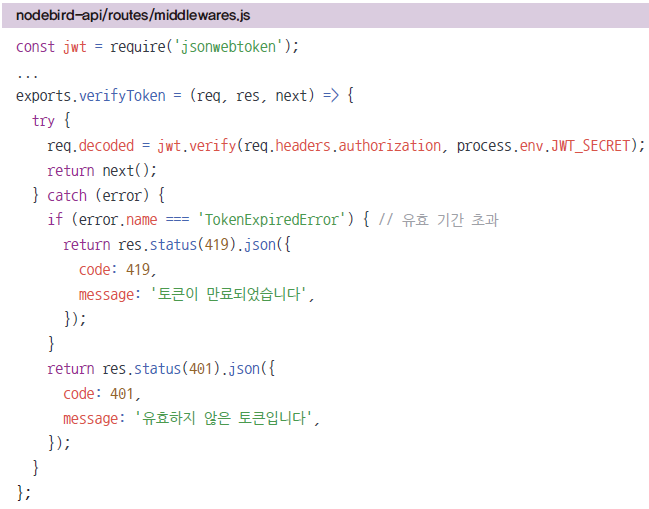 nodebird-api/routes/middlewares.js
const jwt = require('jsonwebtoken');
...
exports.verifyToken = (req, res, next) => {
  try {
    req.decoded = jwt.verify(req.headers.authorization, process.env.JWT_SECRET);
    return next();
  } catch (error) {
    if (error.name === 'TokenExpiredError') { // 유효 기간 초과
      return res.status(419).json({
        code: 419,
        message: '토큰이 만료되었습니다',
      });
    }
    return res.status(401).json({
      code: 401,
      message: '유효하지 않은 토큰입니다',
    });
  }
};